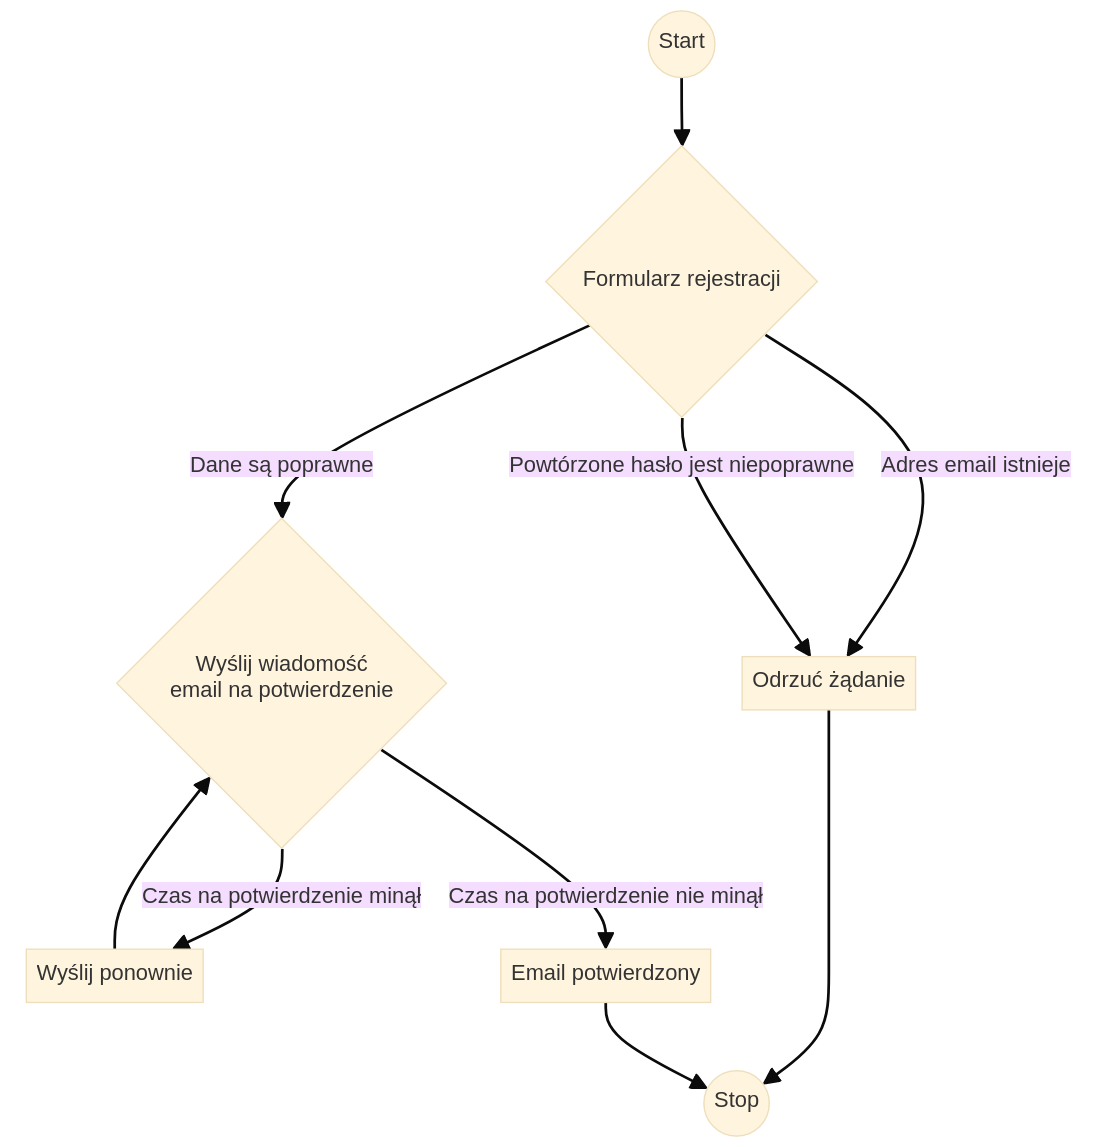 Start
Formularz rejestracji
Dane są poprawne
Powtórzone hasło jest niepoprawne
Adres email istnieje
Wyślij wiadomość
email na potwierdzenie
Odrzuć żądanie
Czas na potwierdzenie minął
Czas na potwierdzenie nie minął
Wyślij ponownie
Email potwierdzony
Stop